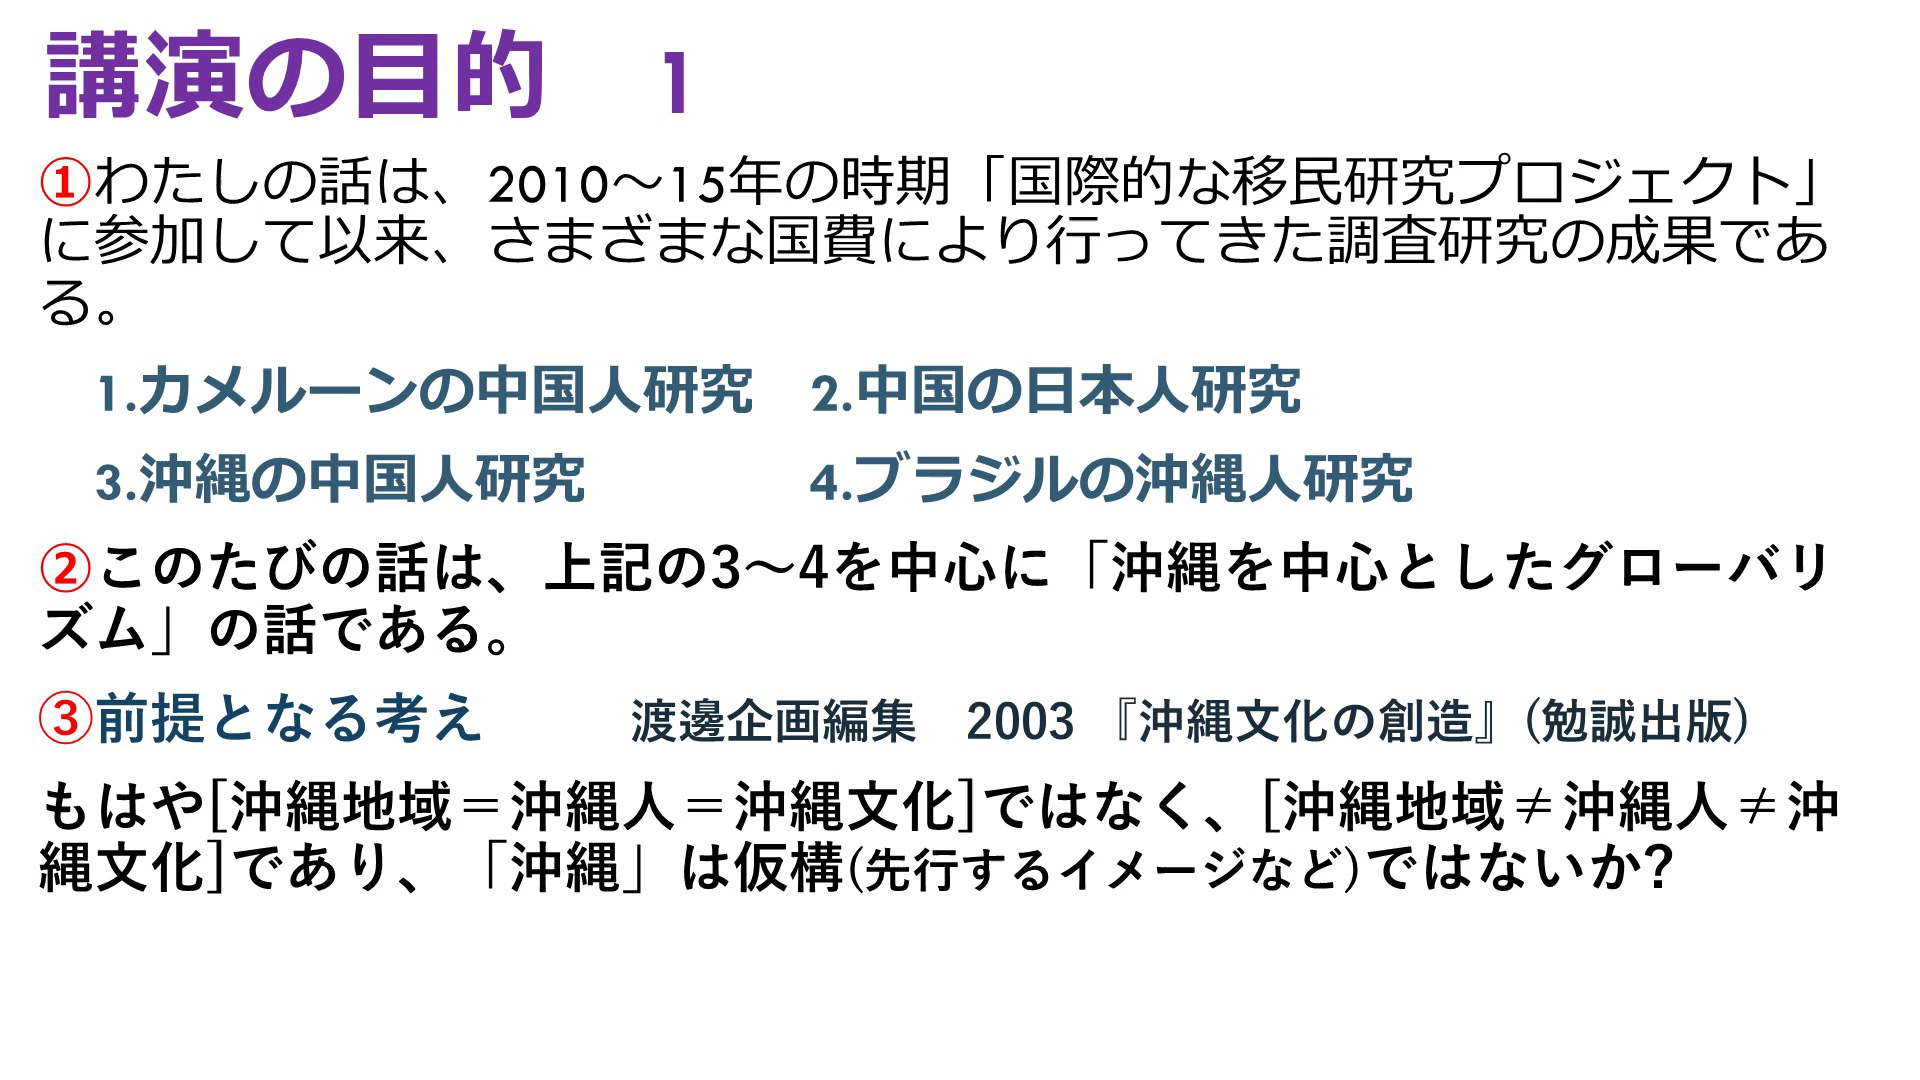 講演の目的　1
①わたしの話は、2010～15年の時期「国際的な移民研究プロジェクト」
に参加して以来、さまざまな国費により行ってきた調査研究の成果であ
る。
1.カメルーンの中国人研究　2.中国の日本人研究
3.沖縄の中国人研究　4.ブラジルの沖縄人研究
②このたびの話は、上記の3～4を中心に「沖縄を中心としたグローバリ
ズム」の話である。
③前提となる考え　渡邊企画編集　2003『沖縄文化の創造』(勉誠出版)
もはや[沖縄地域＝沖縄人＝沖縄文化]ではなく、[沖縄地域≠沖縄人≠沖
縄文化]であり、「沖縄」は仮構(先行するイメージなど)ではないか?